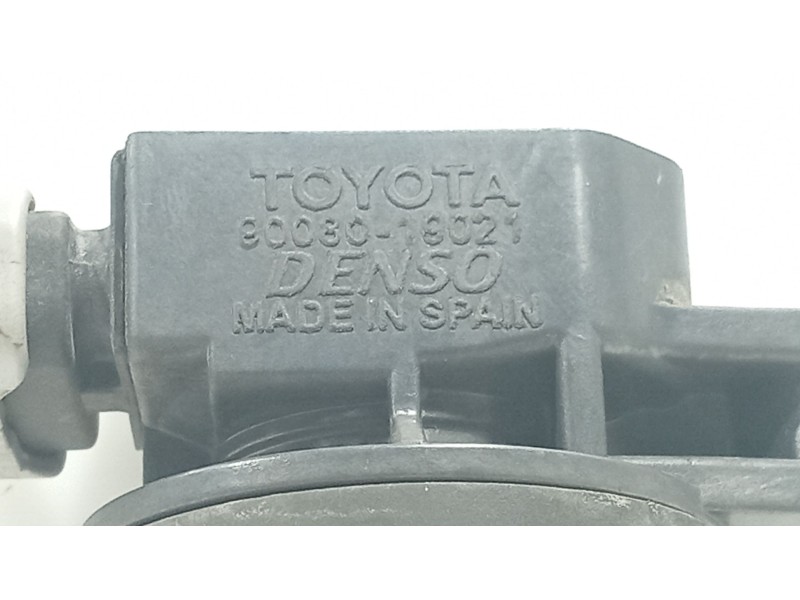 TOYOTA
90080-19021
DENSO
MADE IN SPAIN